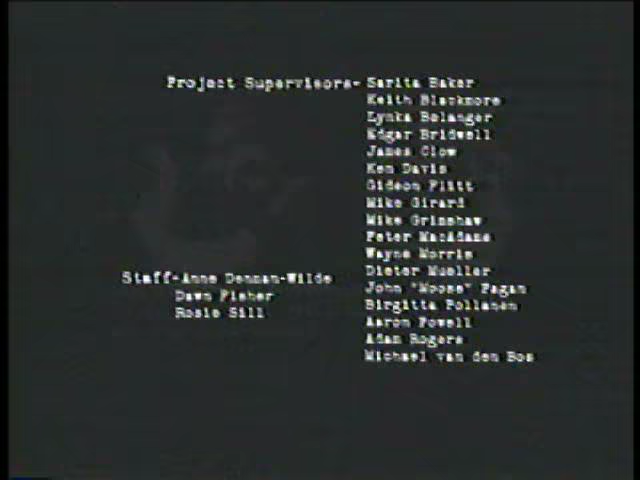 Project Supervisors- Sarita Baker
Keith Blackmore
Lynka Belanger
Edgar Bridwell
James Clow
Ken Davis
Gideon Flitt
Mike Girard
Mike Grimshaw
Peter MacAdams
Wayne Morris
Dieter Mueller
John "Moose" Pagan
Birgitta Pollanen
Aaron Powell
Adan Rogers
Michael van den Bos
Staff-Anne Denman-Wilde
Dawn Fisher
Rosie Sill